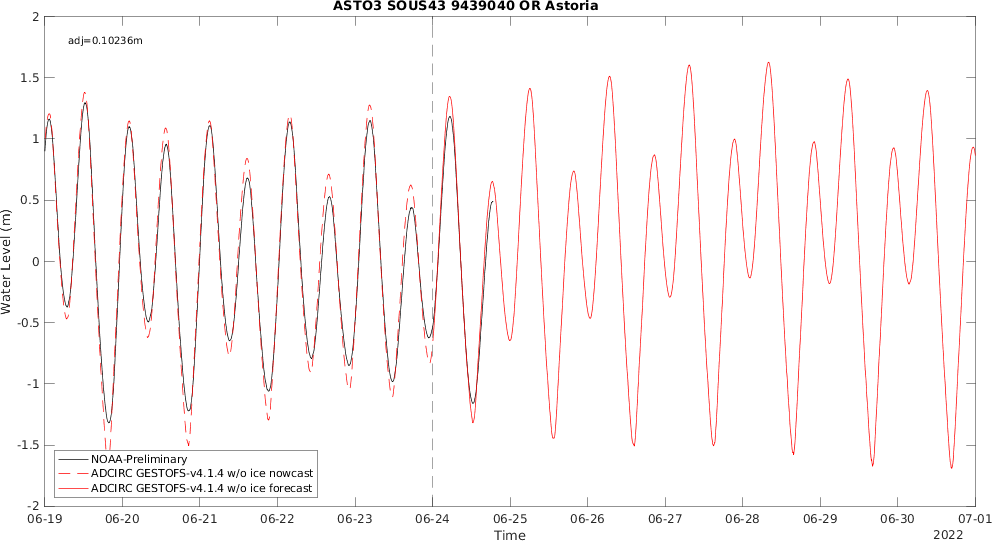 ASTO3 SOUS43 9439040 OR Astoria
adj=0.10236m
2
1.5
1
0.5
0
-0.5
-1
-1.5
-2
Water Level (m)
NOAA-Preliminary
ADCIRC GESTOFS-v4.1.4 w/o ice nowcast
ADCIRC GESTOFS-v4.1.4 w/o ice forecast
06-19 06-20 06-21 06-22 06-23 06-24 06-25 06-26 06-27 06-28 06-29 06-30 07-01
Time
2022